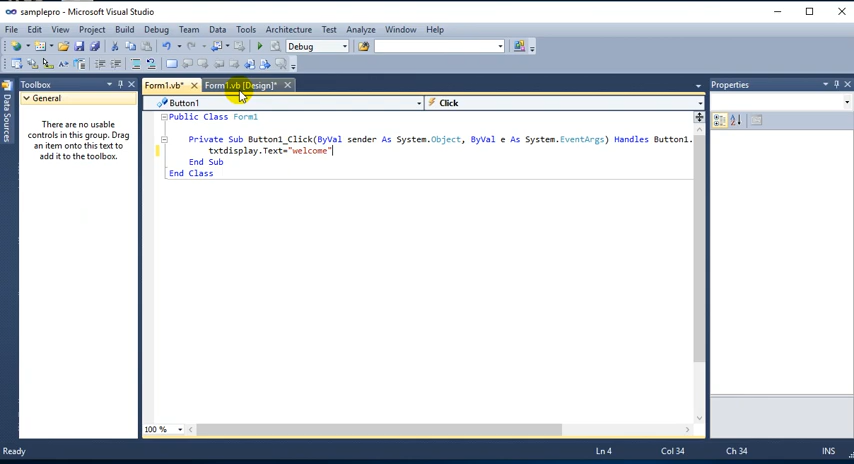 samplepro - Microsoft Visual Studio
File Edit View Project Build Debug Team Data Tools Architecture Test Analyze Window Help
Debug
Toolbox
Form1.vb*
Form1.vb [Design]*
Properties
General
Button1
Click
There are no usable
controls in this group. Drag
an item onto this text to
add it to the toolbox.
Data Sources
Public Class Form1
Private Sub Button1_Click(ByVal sender As System.Object, ByVal e As System.EventArgs) Handles Button1.
txtdisplay.Text="welcome"
End Sub
End Class
100 %
Ready
Ln 4
Col 34
Ch 34
INS